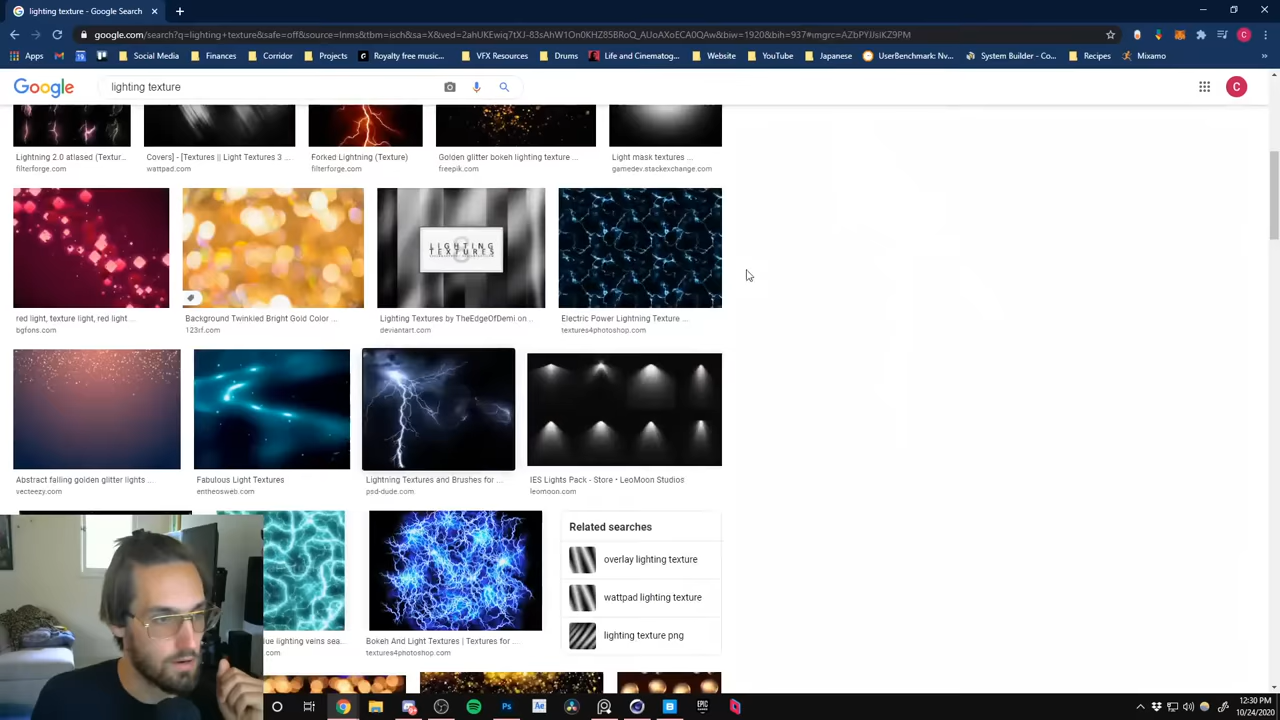 lighting texture - Google Search
google.com/search?q=lighting+texture&safe=off&source=lnms&tbm=isch&sa=X&ved=2ahUKEwiq7tXJ-83sAhW1On0KHZ85BRoQ_AUoAXoECA0QAw&biw=1920&bih=937#imgrc=AZbPYJ/siKZ9PM
Apps
Social Media
Finances
Corridor
Projects
Royalty free music...
VFX Resources
Drums
Life and Cinematog...
Website
YouTube
Japanese
UserBenchmark: Nv...
System Builder - Co...
Recipes
Mixamo
Google
lighting texture
C
Lightning 2.0 atlased (Textur...
filterforge.com
Covers] - [Textures || Light Textures 3 ...
wattpad.com
Forked Lightning (Texture)
filterforge.com
Golden glitter bokeh lighting texture ...
freepik.com
Light mask textures ...
gamedev.stackexchange.com
LIGHTING
TEXTURES
8
red light, texture light, red light ...
bgfons.com
Background Twinkled Bright Gold Color ...
123rf.com
Lighting Textures by TheEdgeOfDemi on ...
deviantart.com
Electric Power Lightning Texture ...
textures4photoshop.com
Abstract falling golden glitter lights ...
vecteezy.com
Fabulous Light Textures
entheosweb.com
Lightning Textures and Brushes for ...
psd-dude.com
IES Lights Pack - Store • LeoMoon Studios
leomoon.com
Related searches
overlay lighting texture
wattpad lighting texture
lighting texture png
lighting veins sea...
com
Bokeh And Light Textures | Textures for ...
textures4photoshop.com
Ps
Ae
EPIC
12:30 PM
10/24/2020